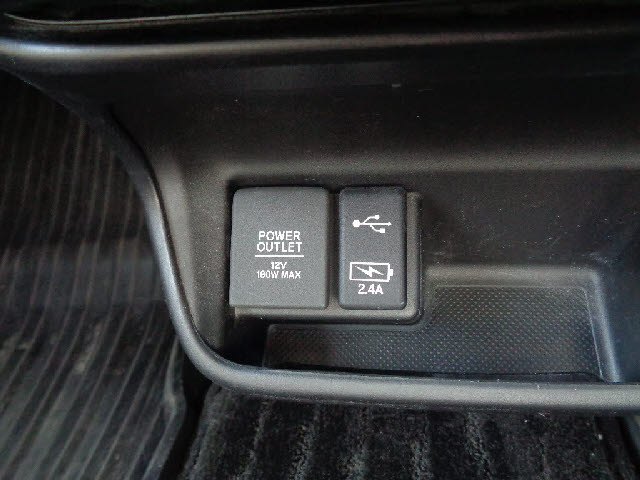 POWER
OUTLET
12V
180W MAX
2.4A